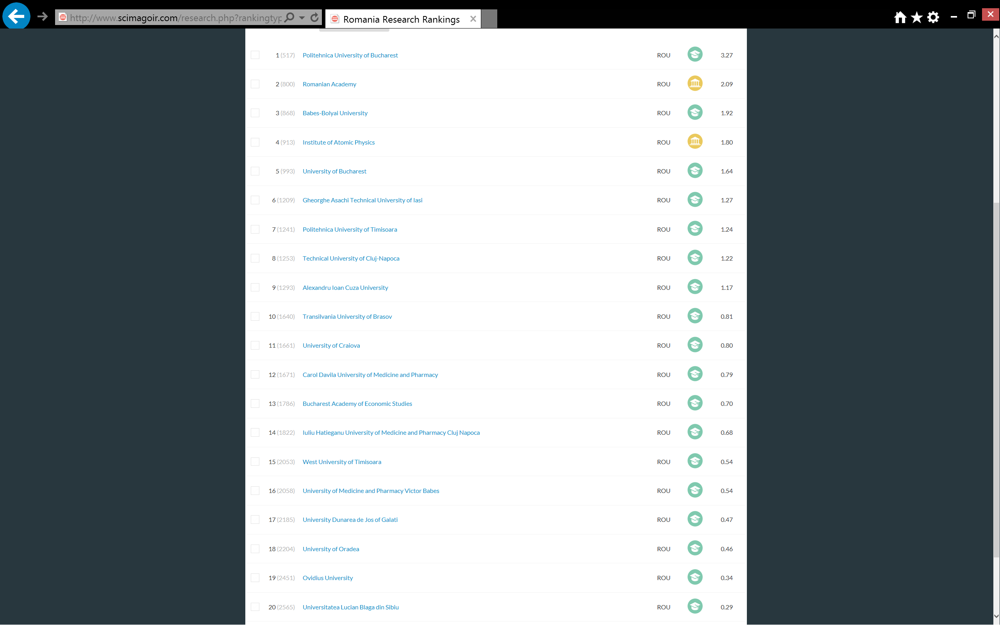 http://www.scimagoir.com/research.php?rankingtyp
Romania Research Rankings
1 (517) Politehnica University of Bucharest ROU 3.27
2 (800) Romanian Academy ROU 2.09
3 (868) Babes-Bolyai University ROU 1.92
4 (913) Institute of Atomic Physics ROU 1.80
5 (993) University of Bucharest ROU 1.64
6 (1209) Gheorghe Asachi Technical University of Iasi ROU 1.27
7 (1241) Politehnica University of Timisoara ROU 1.24
8 (1253) Technical University of Cluj-Napoca ROU 1.22
9 (1293) Alexandru Ioan Cuza University ROU 1.17
10 (1640) Transilvania University of Brasov ROU 0.81
11 (1661) University of Craiova ROU 0.80
12 (1671) Carol Davila University of Medicine and Pharmacy ROU 0.79
13 (1786) Bucharest Academy of Economic Studies ROU 0.70
14 (1822) Iuliu Hatieganu University of Medicine and Pharmacy Cluj Napoca ROU 0.68
15 (2053) West University of Timisoara ROU 0.54
16 (2058) University of Medicine and Pharmacy Victor Babes ROU 0.54
17 (2185) University Dunarea de Jos of Galati ROU 0.47
18 (2204) University of Oradea ROU 0.46
19 (2451) Ovidius University ROU 0.34
20 (2565) Universitatea Lucian Blaga din Sibiu ROU 0.29